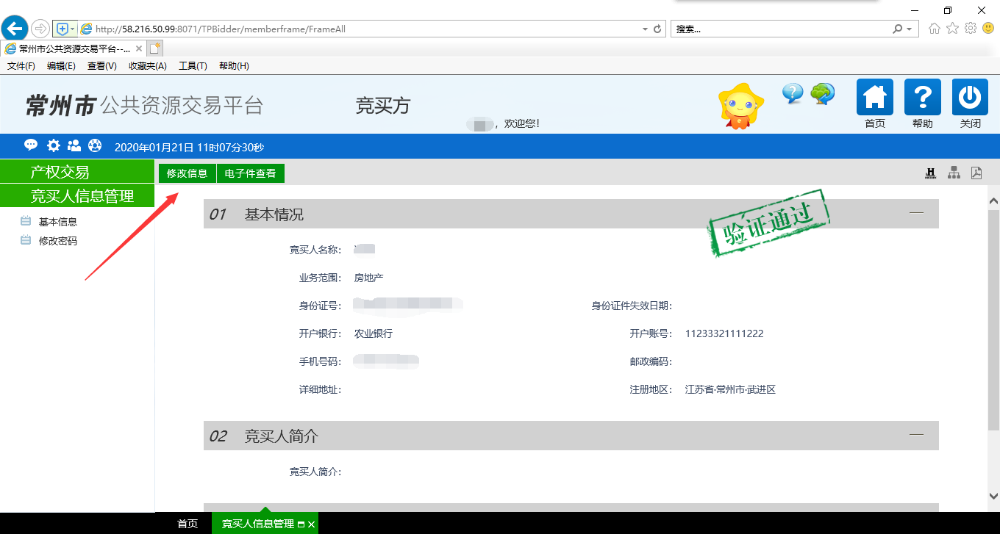 http://58.216.50.99:8071/TPBidder/memberframe/FrameAll
搜索...
常州市公共资源交易平台--...
文件(F) 编辑(E) 查看(V) 收藏夹(A) 工具(T) 帮助(H)
常州市公共资源交易平台 竞买方
，欢迎您!
首页 帮助 关闭
2020年01月21日 11时07分30秒
产权交易
修改信息 电子件查看
HISTORY
竞买人信息管理
基本信息
修改密码
01 基本情况
验证通过
竞买人名称：
业务范围： 房地产
身份证号： 身份证件失效日期：
开户银行： 农业银行 开户账号： 11233321111222
手机号码： 邮政编码：
详细地址： 注册地区： 江苏省·常州市·武进区
02 竞买人简介
竞买人简介：
首页 竞买人信息管理